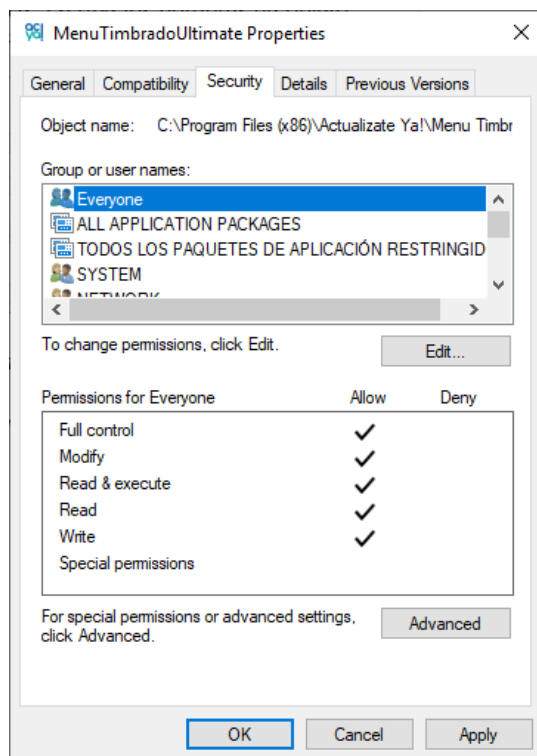 MenuTimbradoUltimate Properties
General Compatibility Security Details Previous Versions
Object name: C:\Program Files (x86)\Actualizate Ya!\Menu Timbr
Group or user names:
Everyone
ALL APPLICATION PACKAGES
TODOS LOS PAQUETES DE APLICACIÓN RESTRINGID
SYSTEM
NETWORK
To change permissions, click Edit.
Edit...
Permissions for Everyone Allow Deny
Full control
Modify
Read & execute
Read
Write
Special permissions
For special permissions or advanced settings,
click Advanced.
Advanced
OK Cancel Apply